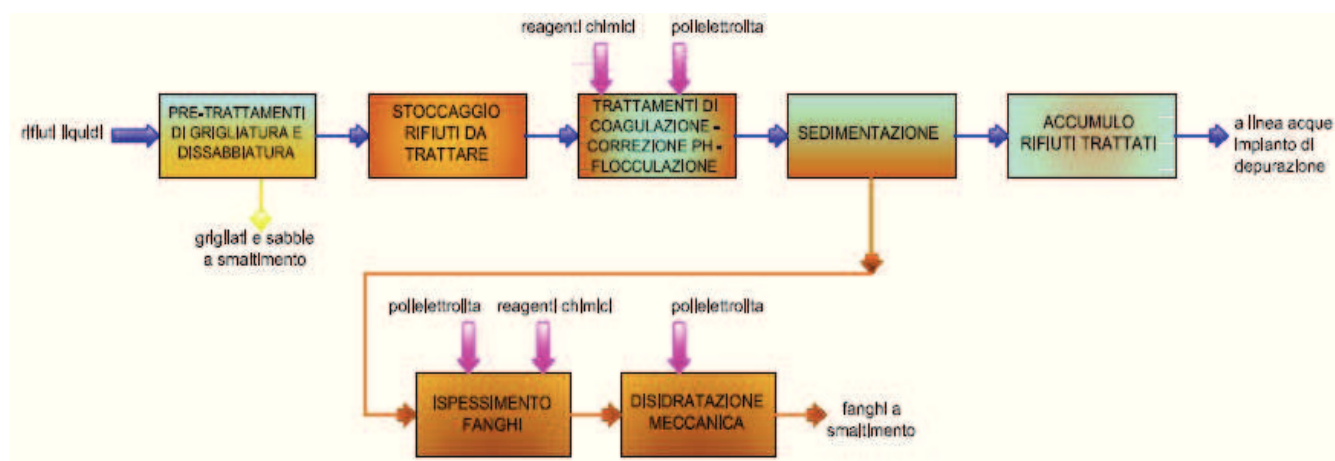 reagenti chimici
polielettrolita
rifiuti liquidi
PRE-TRATTAMENTI
DI GRIGLIATURA E
DISSABBIATURA
STOCCAGGIO
RIFIUTI DA
TRATTARE
TRATTAMENTI DI
COAGULAZIONE -
CORREZIONE PH -
FLOCCULAZIONE
SEDIMENTAZIONE
ACCUMULO
RIFIUTI TRATTATI
a linea acque
impianto di
depurazione
grigliati e sabbie
a smaltimento
polielettrolita
reagenti chimici
polielettrolita
ISPESSIMENTO
FANGHI
DISIDRATAZIONE
MECCANICA
fanghi a
smaltimento